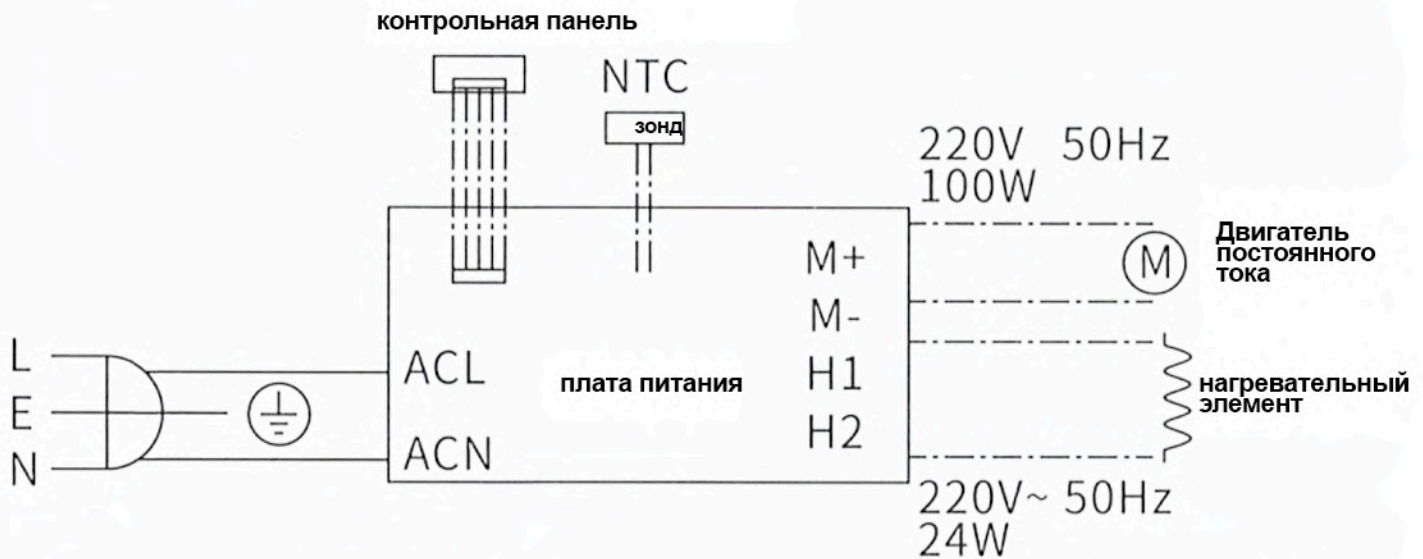 контрольная панель
NTC
зонд
220V 50Hz
100W
Двигатель
постоянного
тока
M
M+
M-
L
ACL
плата питания
H1
нагревательный
элемент
E
H2
N
ACN
220V~ 50Hz
24W